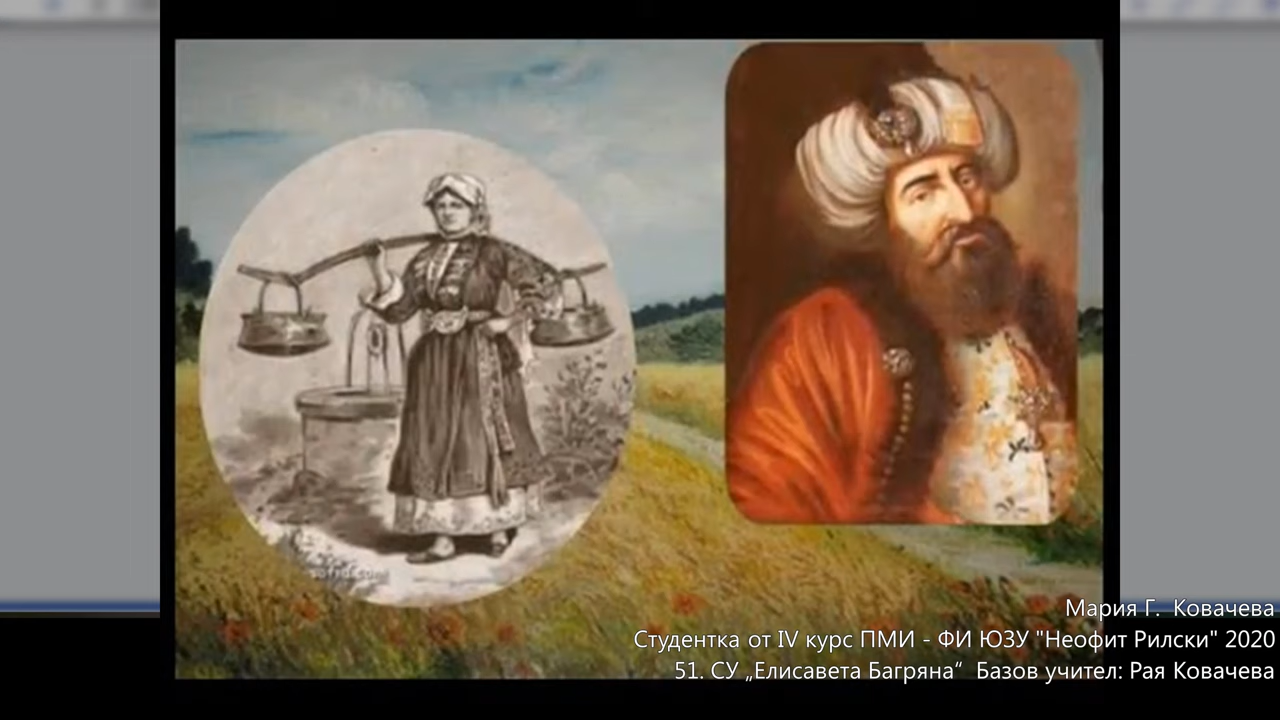 Мария Г. Ковачева
Студентка от IV курс ПМИ - ФИ ЮЗУ "Неофит Рилски" 2020
51. СУ „Елисавета Багряна“ Базов учител: Рая Ковачева